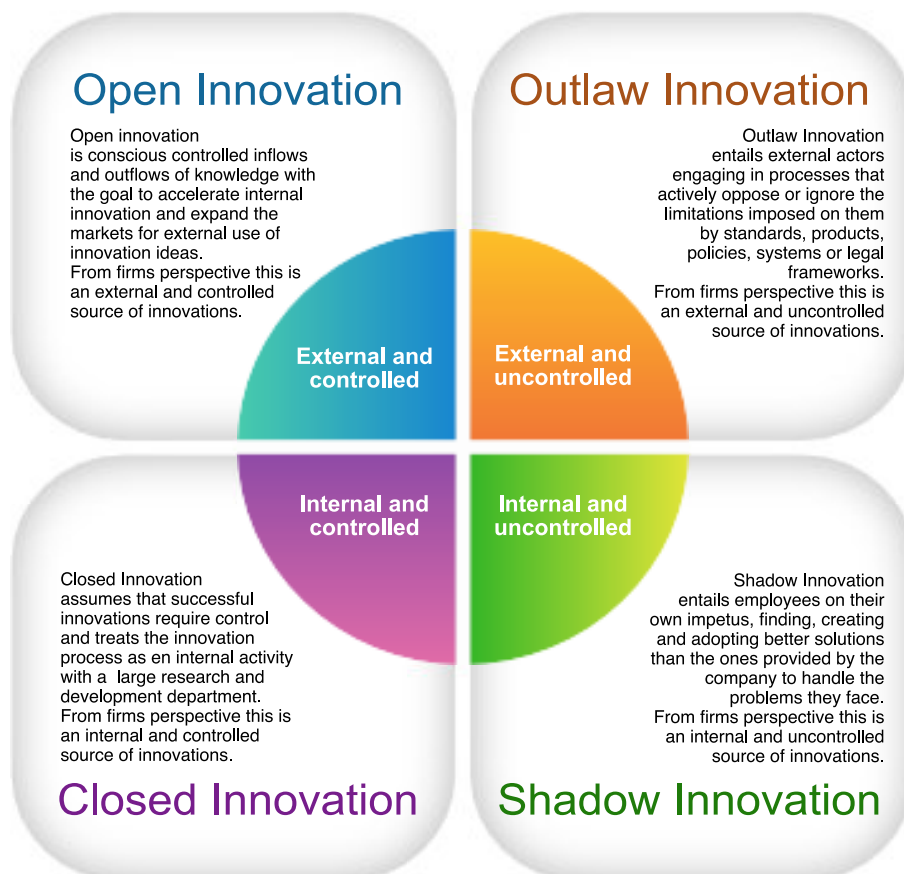 Open Innovation
Open innovation
is conscious controlled inflows
and outflows of knowledge with
the goal to accelerate internal
innovation and expand the
markets for external use of
innovation ideas.
From firms perspective this is
an external and controlled
source of innovations.
Outlaw Innovation
Outlaw Innovation
entails external actors
engaging in processes that
actively oppose or ignore the
limitations imposed on them
by standards, products,
policies, systems or legal
frameworks.
From firms perspective this is
an external and uncontrolled
source of innovations.
External and
controlled
External and
uncontrolled
Internal and
controlled
Internal and
uncontrolled
Closed Innovation
assumes that successful
innovations require control
and treats the innovation
process as en internal activity
with a large research and
development department.
From firms perspective this is
an internal and controlled
source of innovations.
Closed Innovation
Shadow Innovation
entails employees on their
own impetus, finding, creating
and adopting better solutions
than the ones provided by the
company to handle the
problems they face.
From firms perspective this is
an internal and uncontrolled
source of innovations.
Shadow Innovation